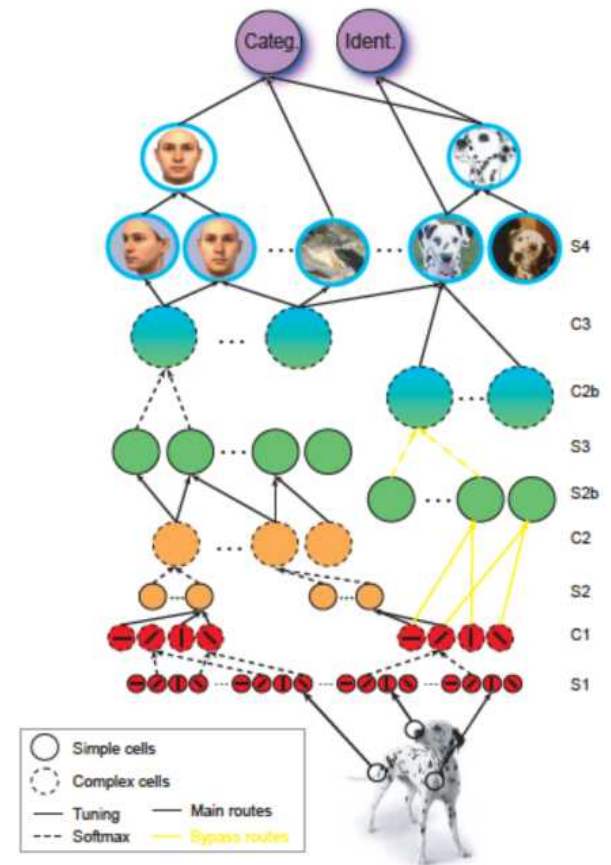 Categ. Ident.
S4
C3
C2b
S3
S2b
C2
S2
C1
S1
Simple cells
Complex cells
Tuning Main routes
Softmax Bypass routes